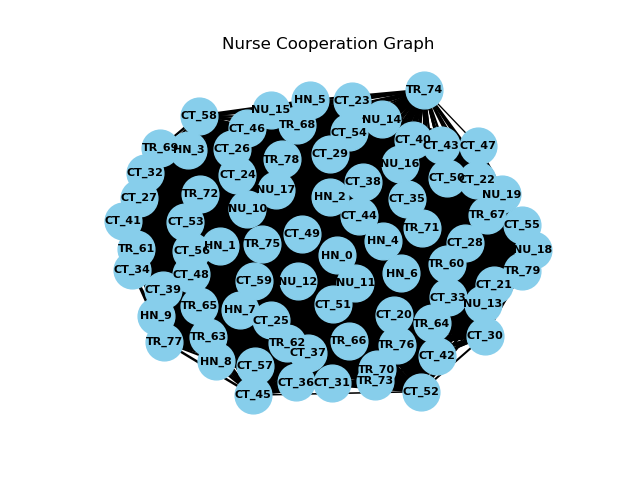 Nurse Cooperation Graph
TR_74
HN_5
CT_23
NU_15
CT_58
NU_14
TR_68
CT_46
CT_54
CT_40
CT_43
CT_47
TR_69
HN_3
CT_26
CT_29
TR_78
NU_16
CT_32
CT_24
CT_38
CT_50
CT_22
NU_17
TR_72
NU_19
CT_27
HN_2
CT_35
NU_10
CT_44
TR_67
CT_41
CT_53
CT_55
TR_71
CT_49
HN_4
CT_28
TR_75
HN_1
TR_61
CT_56
NU_18
HN_0
TR_60
CT_34
CT_48
HN_6
TR_79
CT_59
NU_12
NU_11
CT_21
CT_39
CT_33
NU_13
TR_65
CT_51
HN_7
HN_9
CT_20
CT_25
TR_64
CT_30
TR_63
TR_77
TR_62
TR_66
TR_76
CT_37
CT_42
HN_8
CT_57
TR_70
TR_73
CT_36
CT_31
CT_45
CT_52